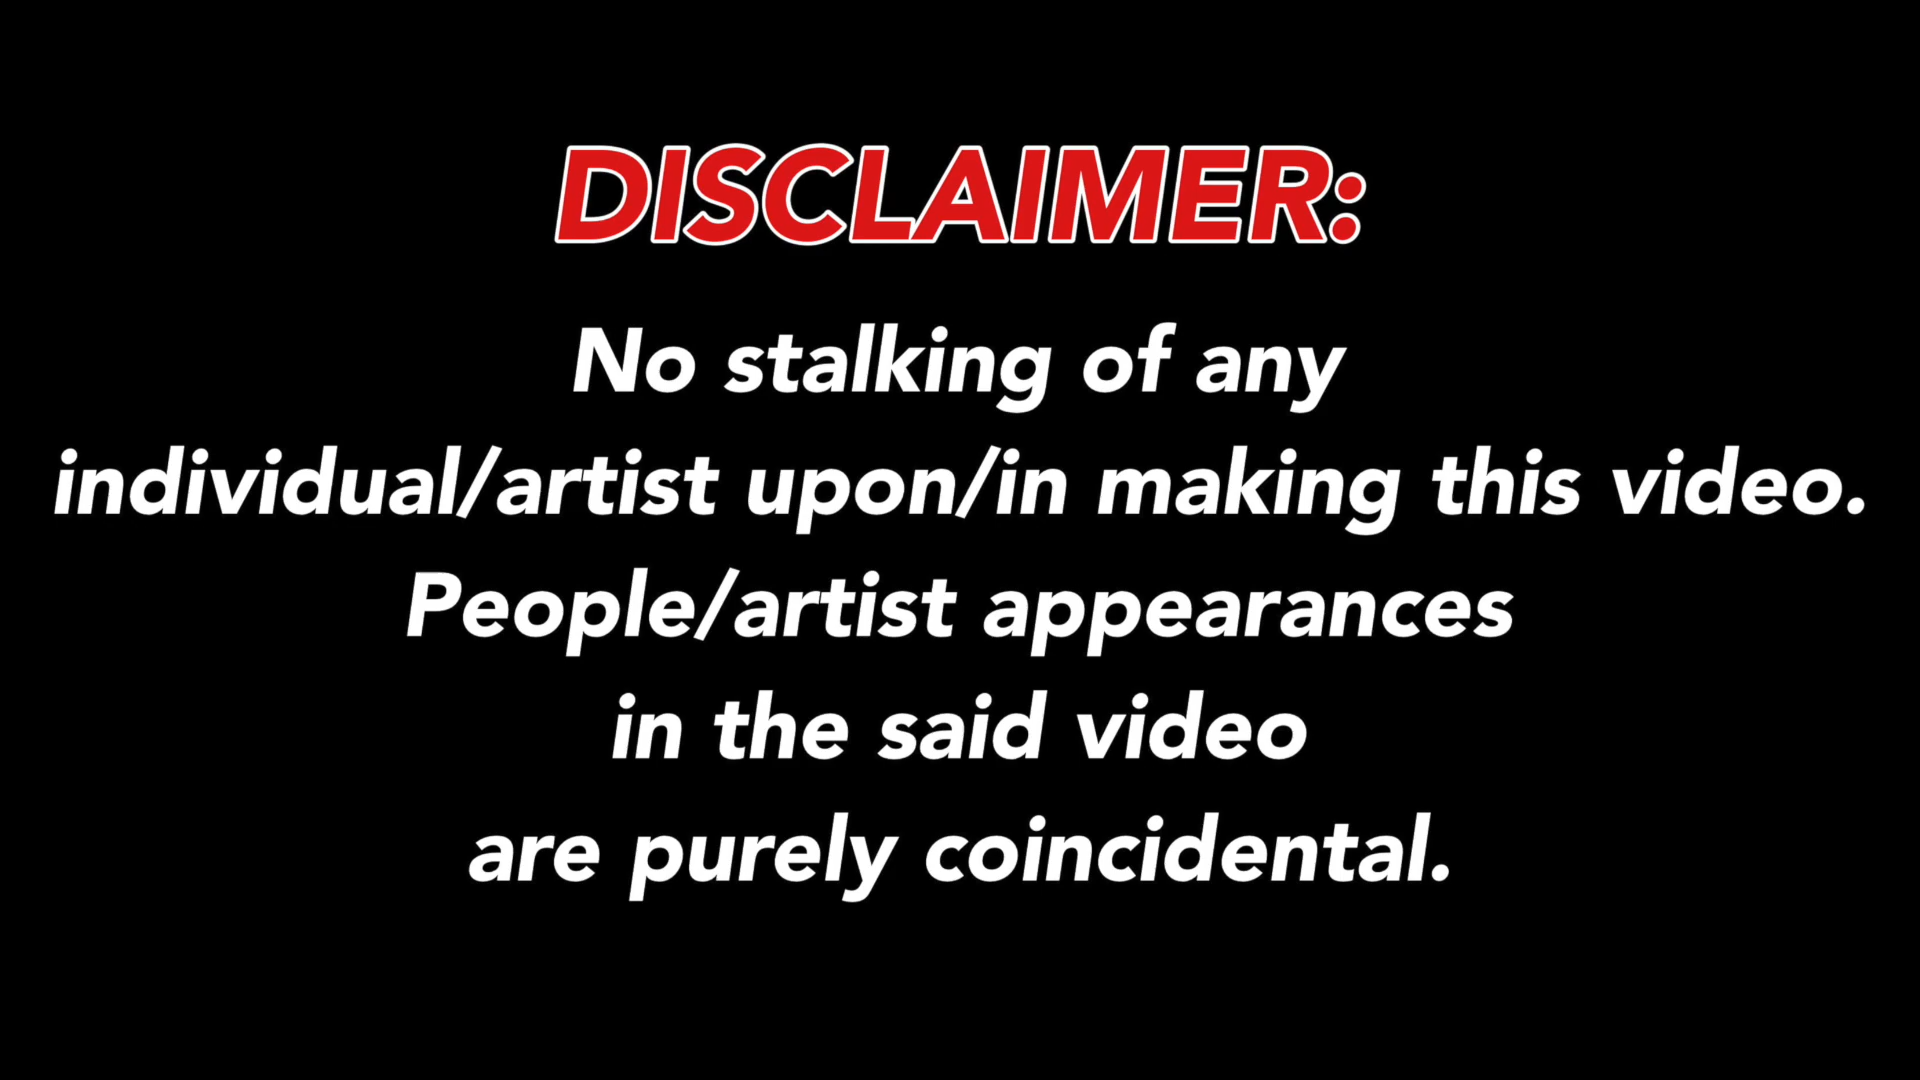 DISCLAIMER:
No stalking of any
individual/artist upon/in making this video.
People/artist appearances
in the said video
are purely coincidental.